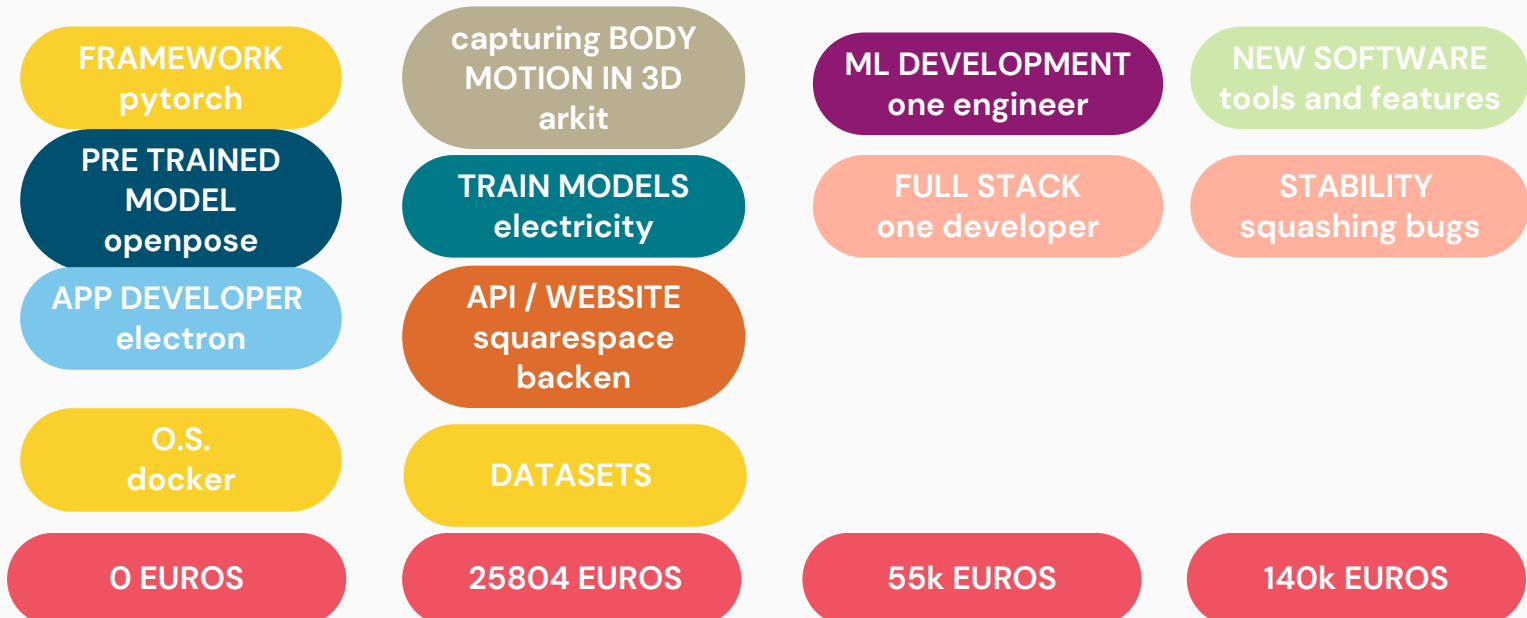 FRAMEWORK
pytorch
PRE TRAINED
MODEL
openpose
APP DEVELOPER
electron
O.S.
docker
0 EUROS
capturing BODY
MOTION IN 3D
arkit
TRAIN MODELS
electricity
API / WEBSITE
squarespace
backen
DATASETS
25804 EUROS
ML DEVELOPMENT
one engineer
FULL STACK
one developer
55k EUROS
NEW SOFTWARE
tools and features
STABILITY
squashing bugs
140k EUROS